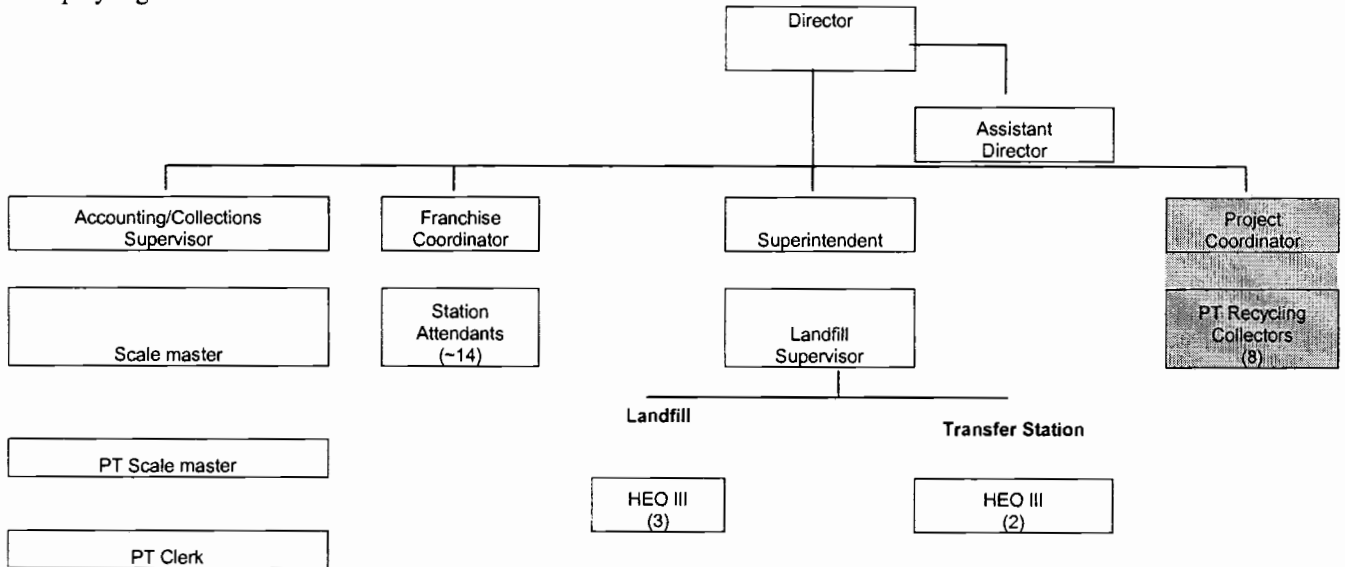 Director
Assistant
Director
Accounting/Collections
Supervisor
Franchise
Coordinator
Superintendent
Project
Coordinator
Scale master
Station
Attendants
(~14)
Landfill
Supervisor
PT Recycling
Collectors
(8)
Landfill
Transfer Station
PT Scale master
HEO III
(3)
HEO III
(2)
PT Clerk